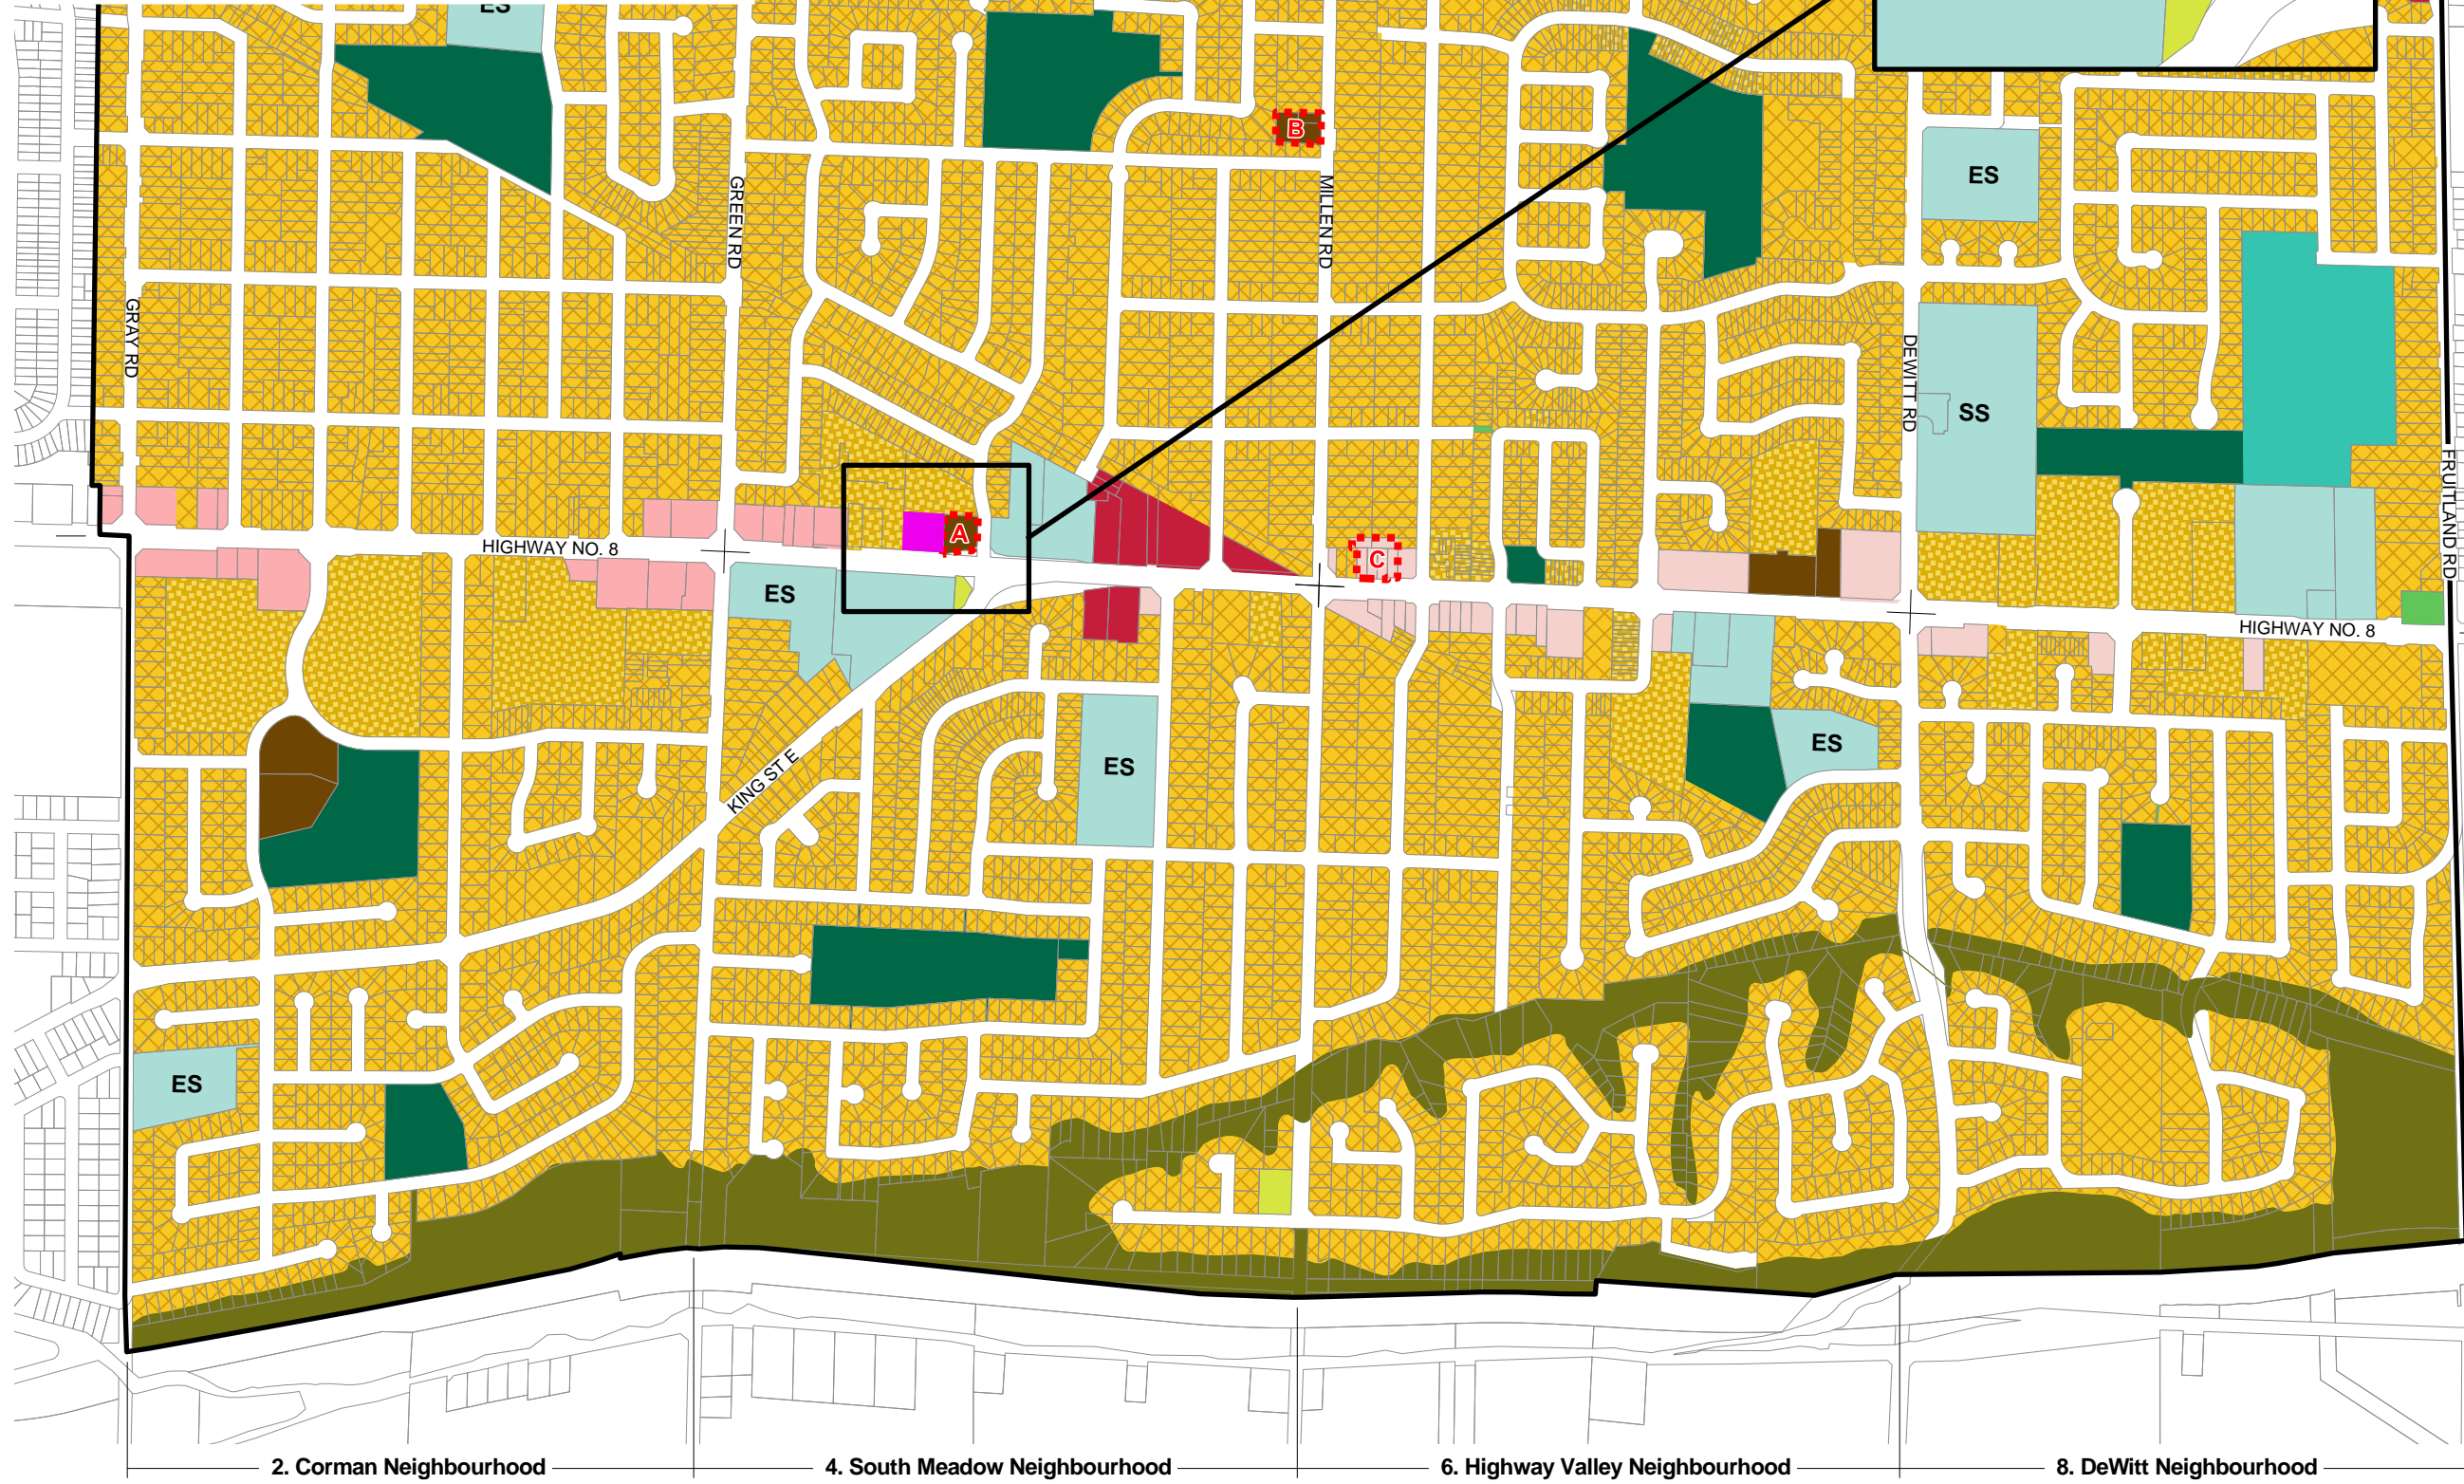 ES
B
ES
GREEN RD
MILLEN RD
GRAY RD
DEWITT RD
SS
FRUITLAND RD
A
HIGHWAY NO. 8
C
ES
HIGHWAY NO. 8
ES
ES
KING ST E
ES
2. Corman Neighbourhood
4. South Meadow Neighbourhood
6. Highway Valley Neighbourhood
8. DeWitt Neighbourhood